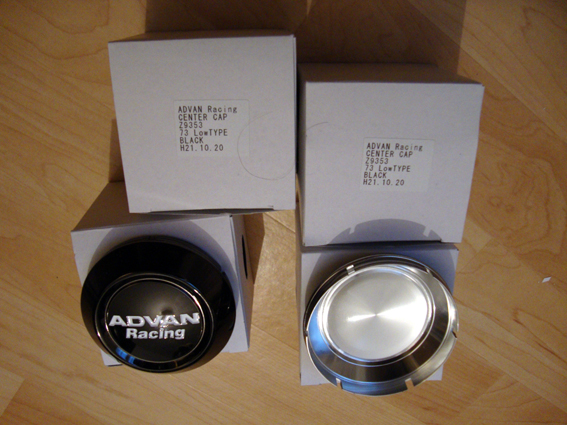 ADVAN Racing
CENTER CAP
Z9353
73 LowTYPE
BLACK
H21.10.20
ADVAN Racing
CENTER CAP
Z9353
73 LowTYPE
BLACK
H21.10.20
ADVAN
Racing